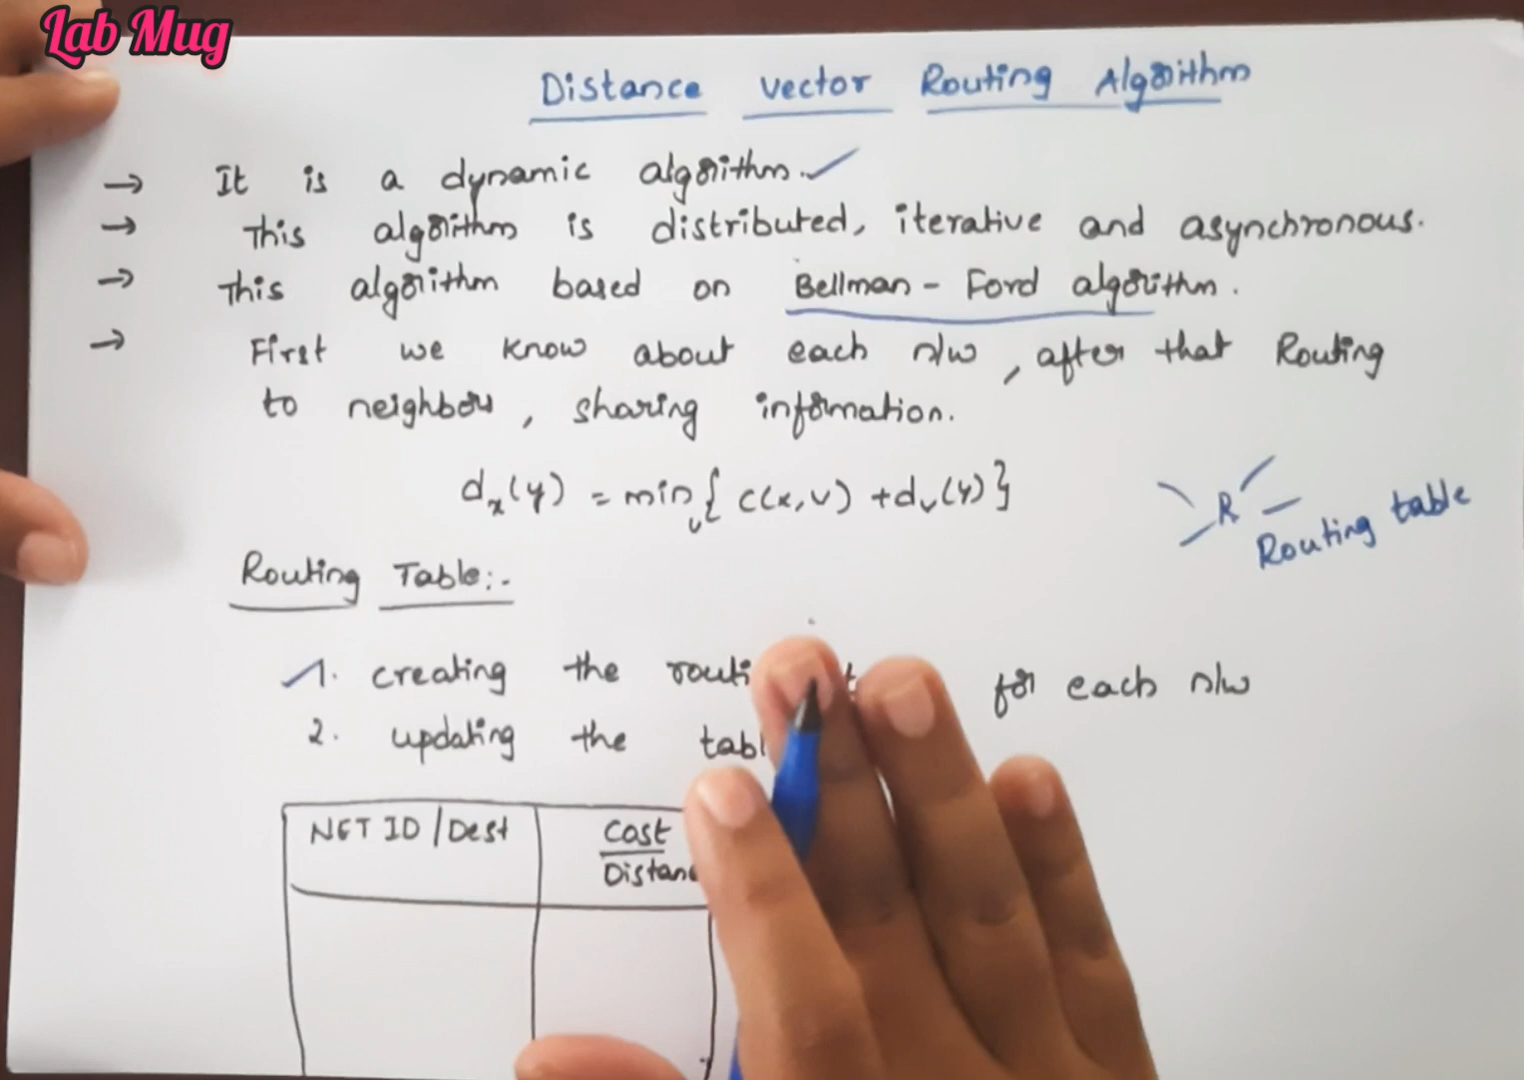 Lab Mug
Distance vector Routing Algorithm
→ It is a dynamic algorithm.
→ This algorithm is distributed, iterative and asynchronous.
→ This algorithm based on Bellman - Ford algorithm.
→ First we know about each n/w, after that Routing
to neighbors, sharing information.
dx(y) = minv{ c(x,v) + dv(y)}
R
Routing table
Routing Table:-
1. creating the for each n/w
2. updating the
NET ID / Dest
Cost